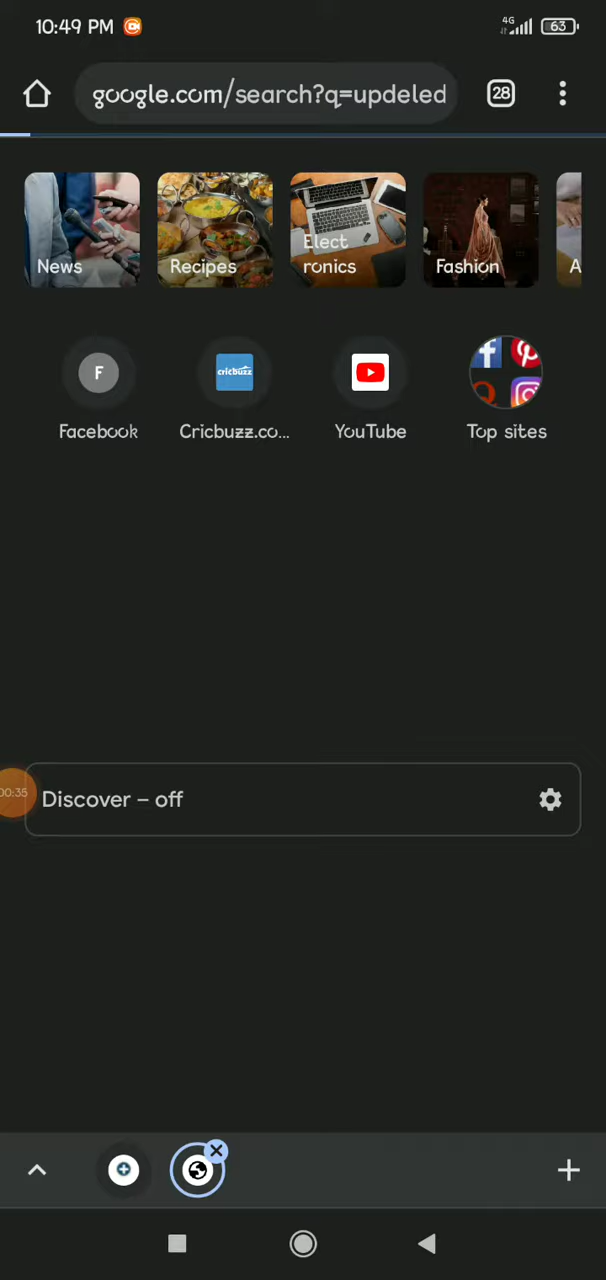 10:49 PM
4G
63
google.com/search?q=updeled
28
News
Recipes
Elect
ronics
Fashion
A
F
cricbuzz
Facebook
Cricbuzz.co...
YouTube
Top sites
00:35
Discover – off